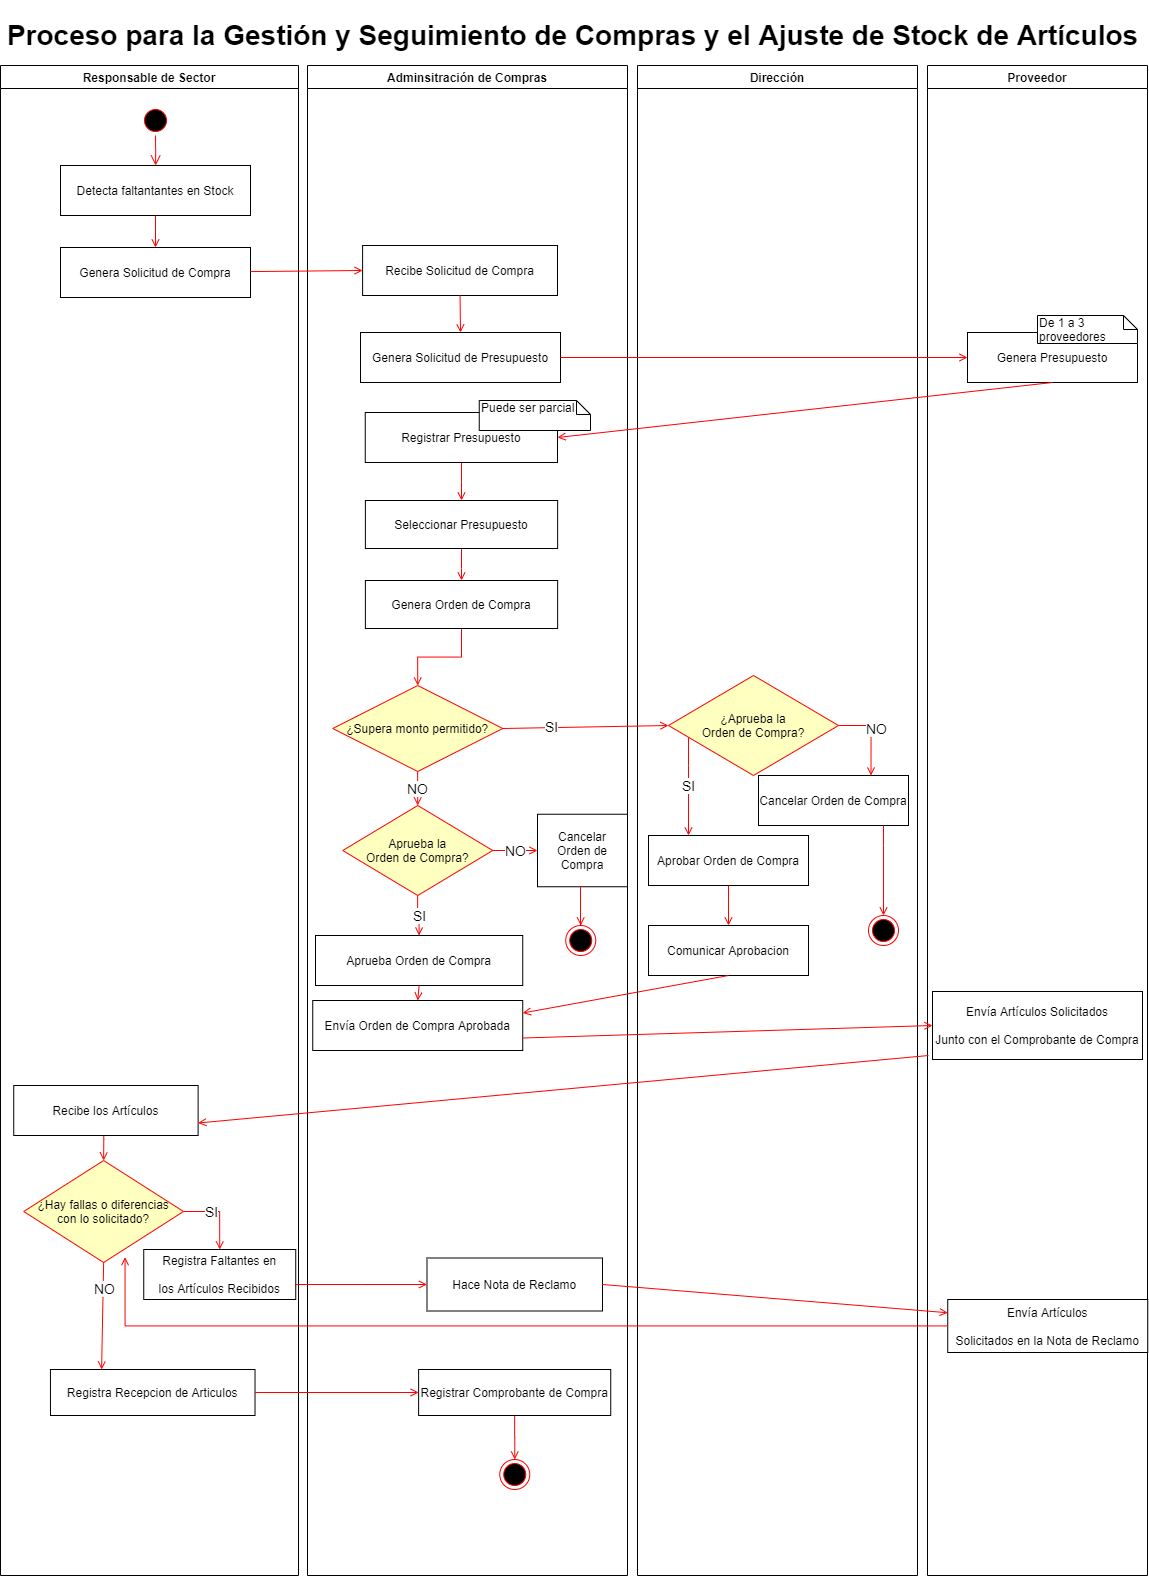 Proceso para la Gestión y Seguimiento de Compras y el Ajuste de Stock de Artículos
Responsable de Sector
Adminsitración de Compras
Dirección
Proveedor
Detecta faltantantes en Stock
Genera Solicitud de Compra
Recibe Solicitud de Compra
Genera Solicitud de Presupuesto
De 1 a 3
proveedores
Genera Presupuesto
Puede ser parcial
Registrar Presupuesto
Seleccionar Presupuesto
Genera Orden de Compra
¿Supera monto permitido?
SI
¿Aprueba la
Orden de Compra?
NO
SI
Cancelar Orden de Compra
NO
Aprueba la
Orden de Compra?
NO
Cancelar
Orden de
Compra
Aprobar Orden de Compra
SI
Aprueba Orden de Compra
Comunicar Aprobacion
Envía Orden de Compra Aprobada
Envía Artículos Solicitados
Junto con el Comprobante de Compra
Recibe los Artículos
¿Hay fallas o diferencias
con lo solicitado?
SI
Registra Faltantes en
los Artículos Recibidos
NO
Hace Nota de Reclamo
Envía Artículos
Solicitados en la Nota de Reclamo
Registra Recepcion de Articulos
Registrar Comprobante de Compra